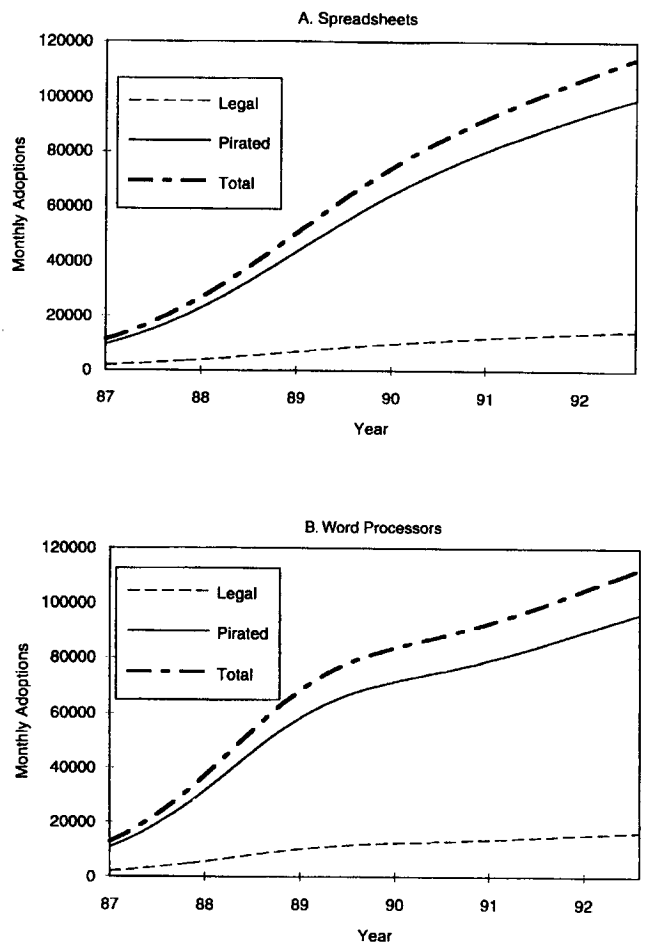 A. Spreadsheets
120000
100000
80000
60000
40000
20000
0
Monthly Adoptions
Legal
Pirated
Total
87 88 89 90 91 92
Year
B. Word Processors
120000
100000
80000
60000
40000
20000
0
Monthly Adoptions
Legal
Pirated
Total
87 88 89 90 91 92
Year